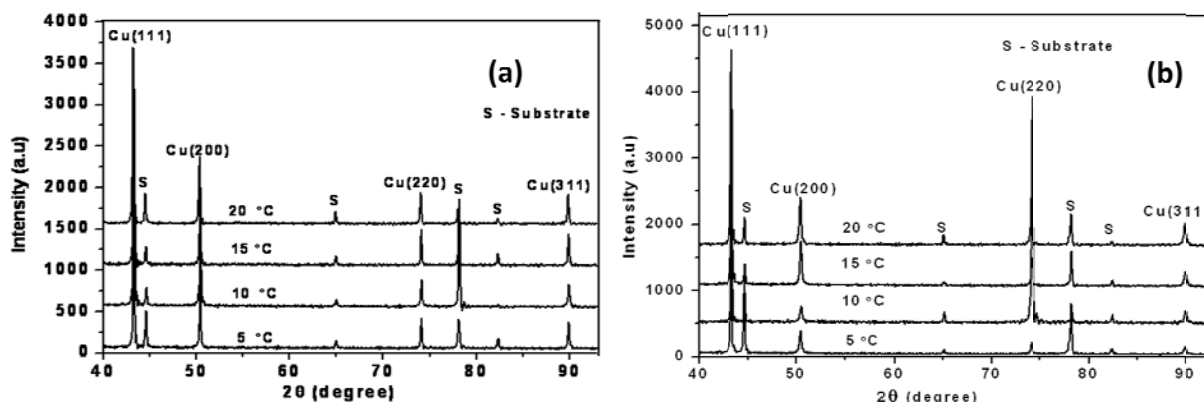 4000
3500
3000
2500
2000
1500
1000
500
0
Intensity (a.u)
Cu(111)
S
Cu(200)
S
Cu(220)
S
S
Cu(311)
(a)
S - Substrate
20 °C
15 °C
10 °C
5 °C
40 50 60 70 80 90
2θ (degree)
5000
4000
3000
2000
1000
0
Intensity (a.u)
Cu(111)
S
Cu(200)
S
Cu(220)
S
S
Cu(311
(b)
S - Substrate
20 °C
15 °C
10 °C
5 °C
40 50 60 70 80 90
2θ (degree)